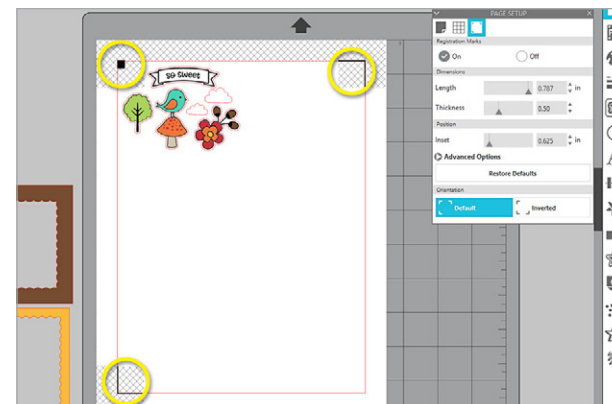 PAGE SETUP
Registration Marks
On
Off
Dimensions
Length
0.787
in
Thickness
0.50
Position
Inset
0.625
in
Advanced Options
Restore Defaults
Orientation
Default
Inverted
so sweet